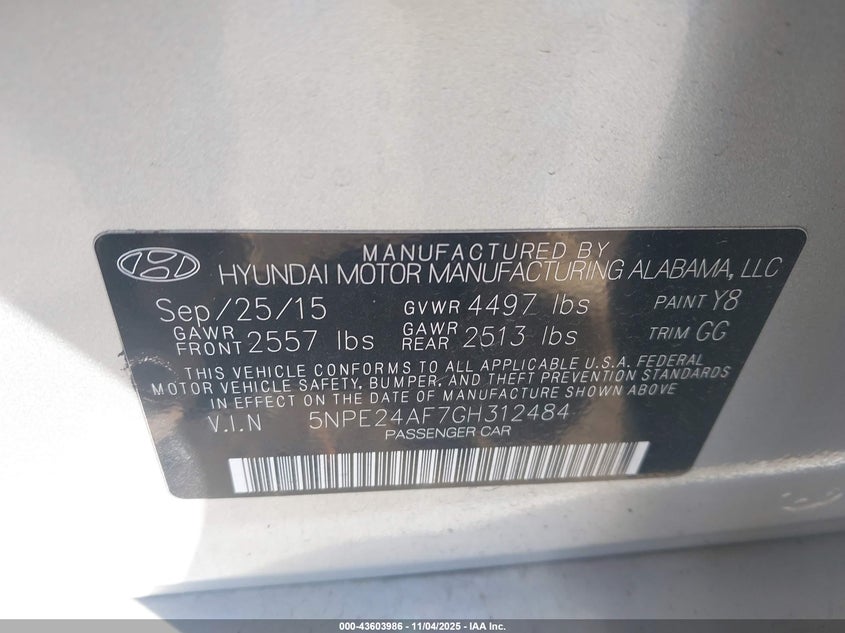 MANUFACTURED BY
HYUNDAI MOTOR MANUFACTURING ALABAMA, LLC
Sep/25/15 GVWR 4497 lbs PAINT Y8
GAWR FRONT 2557 lbs GAWR REAR 2513 lbs TRIM GG
THIS VEHICLE CONFORMS TO ALL APPLICABLE U.S.A. FEDERAL
MOTOR VEHICLE SAFETY, BUMPER, AND THEFT PREVENTION STANDARDS
IN EFFECT ON THE DATE OF MANUFACTURE SHOWN ABOVE
V.I.N 5NPE24AF7GH312484
PASSENGER CAR
000-43603986 - 11/04/2025 - IAA Inc.